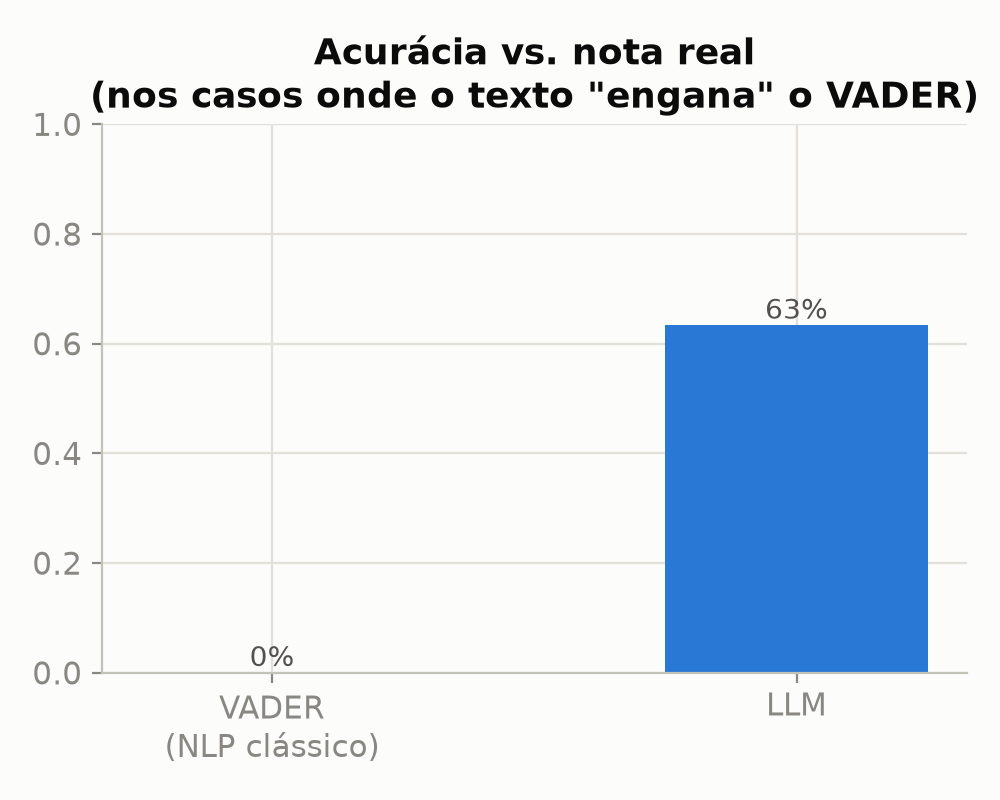 Acurácia vs. nota real
(nos casos onde o texto "engana" o VADER)
1.0
0.8
63%
0.6
0.4
0.2
0%
0.0
VADER
(NLP clássico)
LLM